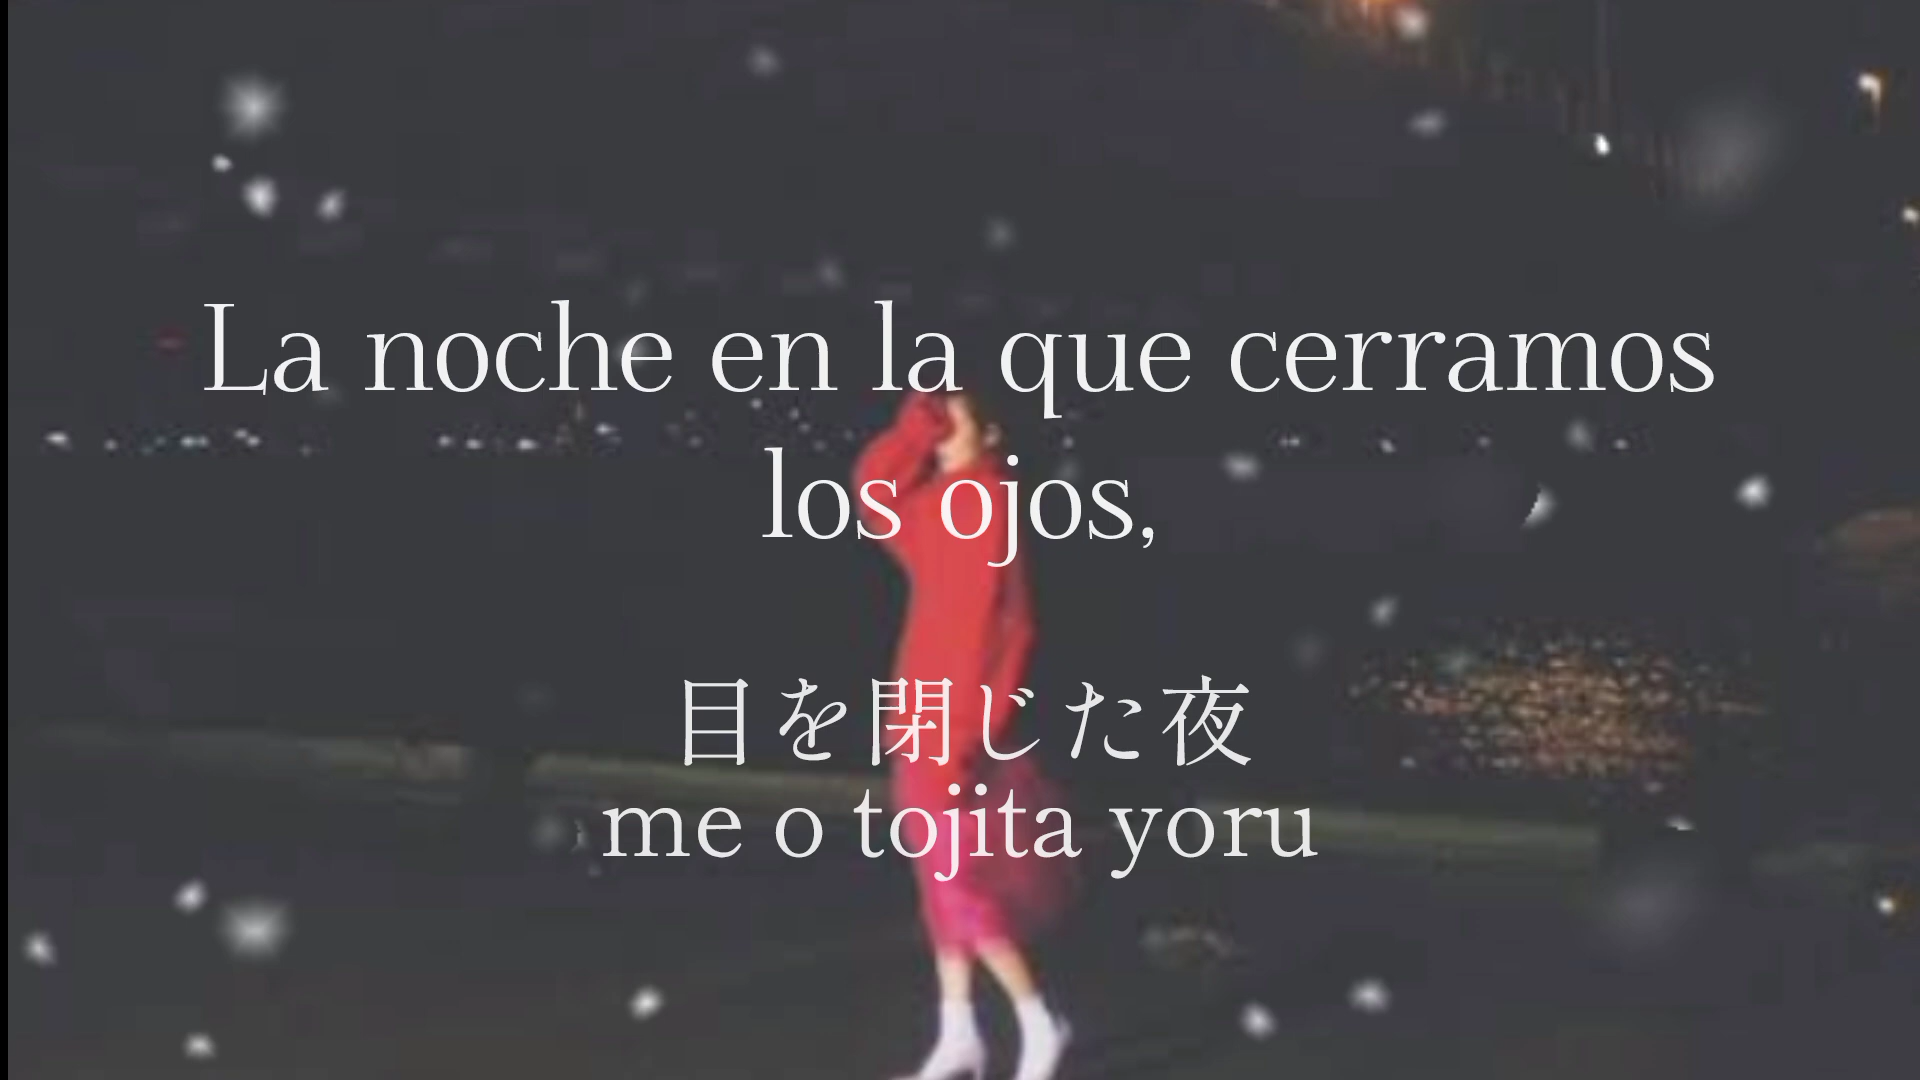 La noche en la que cerramos
los ojos,
目を閉じた夜
me o tojita yoru